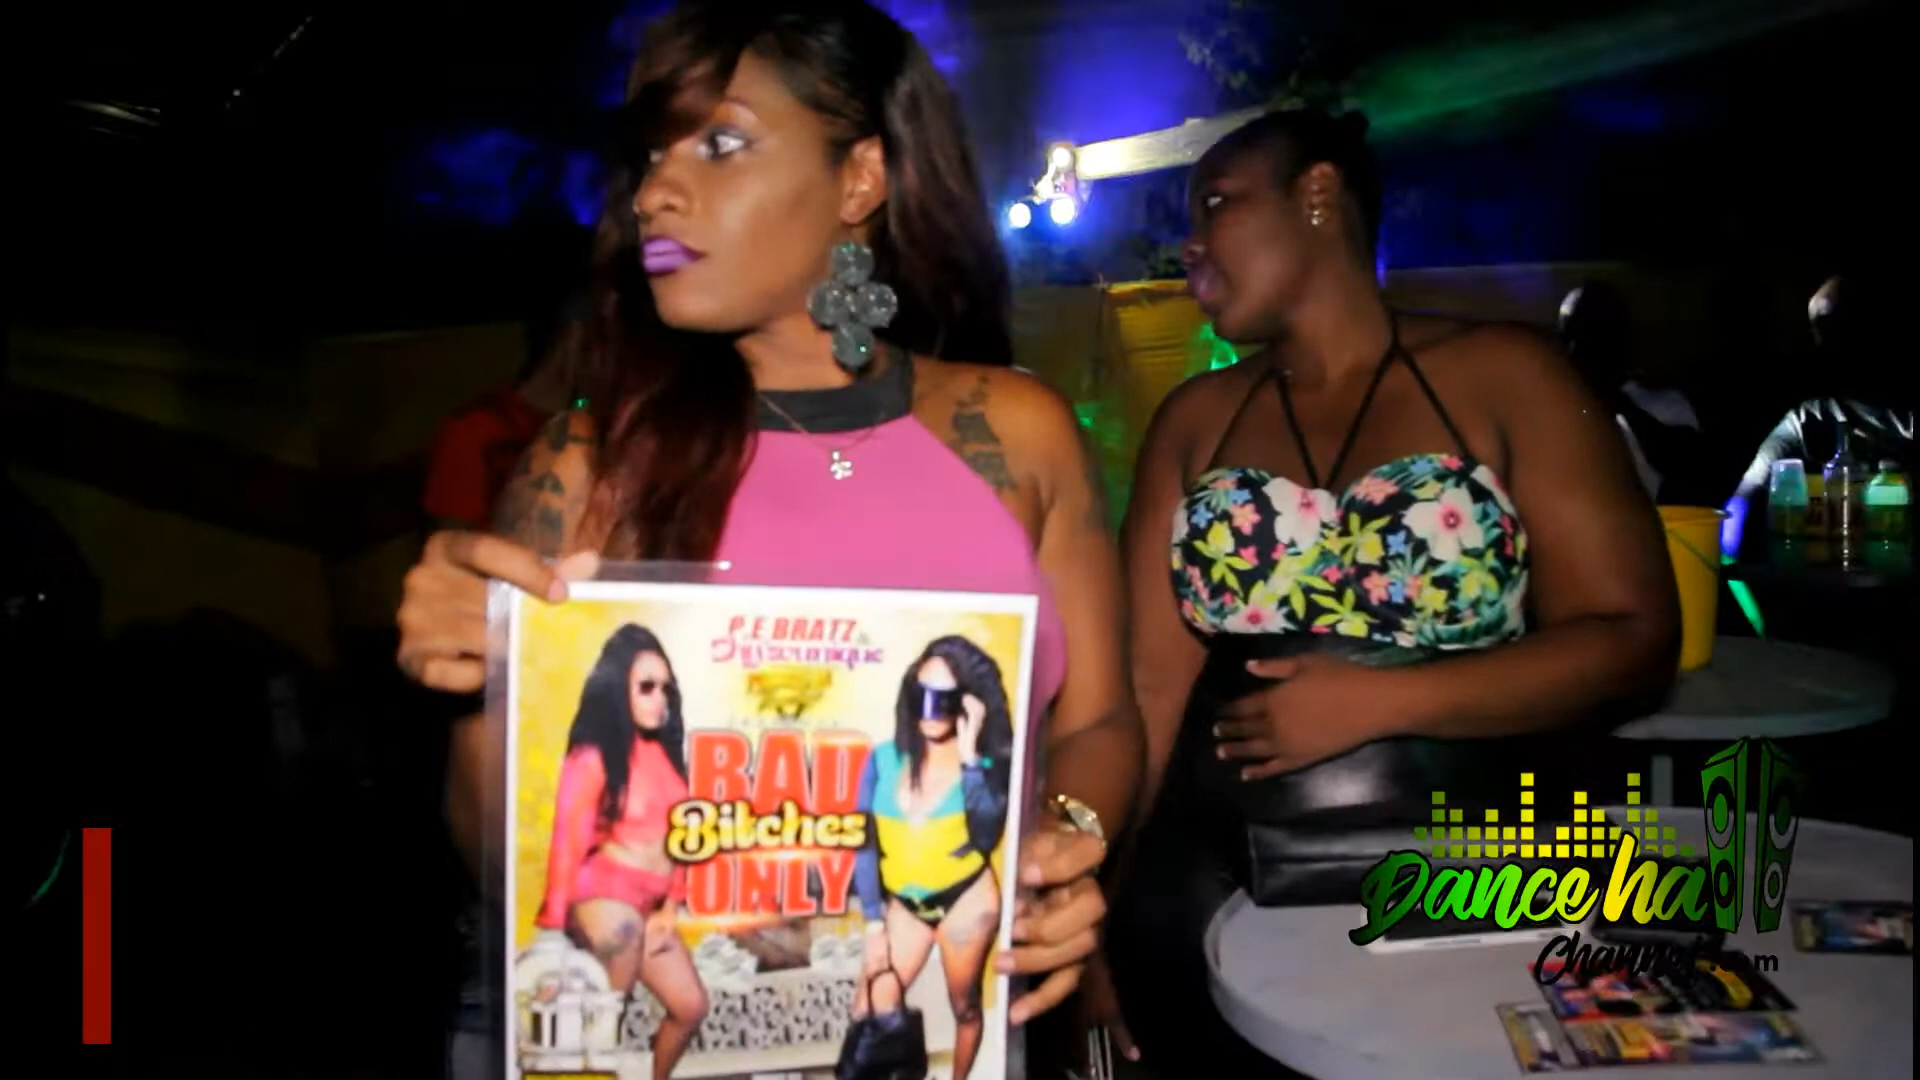 P.E BRATZ
BAD
Bitches
ONLY
Dancehall
Channel.com